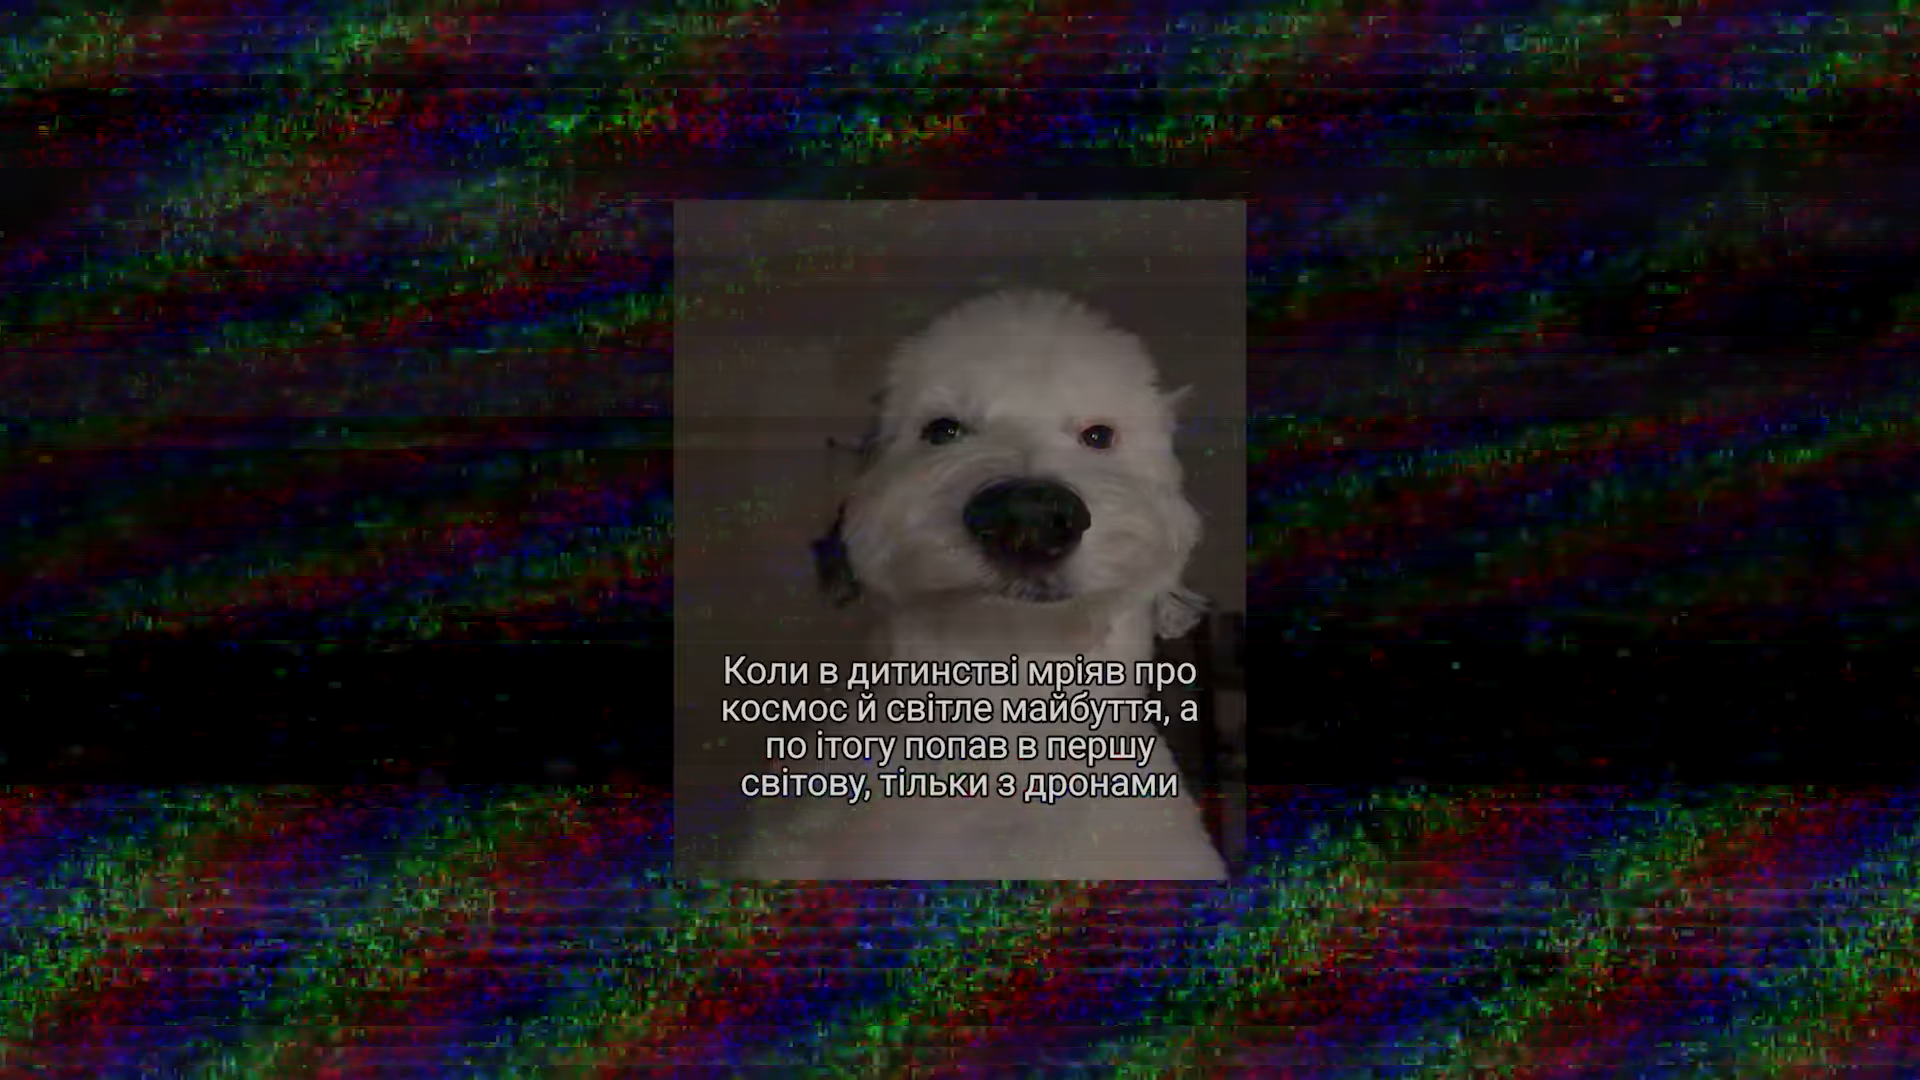 Коли в дитинстві мріяв про
космос й світле майбуття, а
по ітогу попав в першу
світову, тільки з дронами